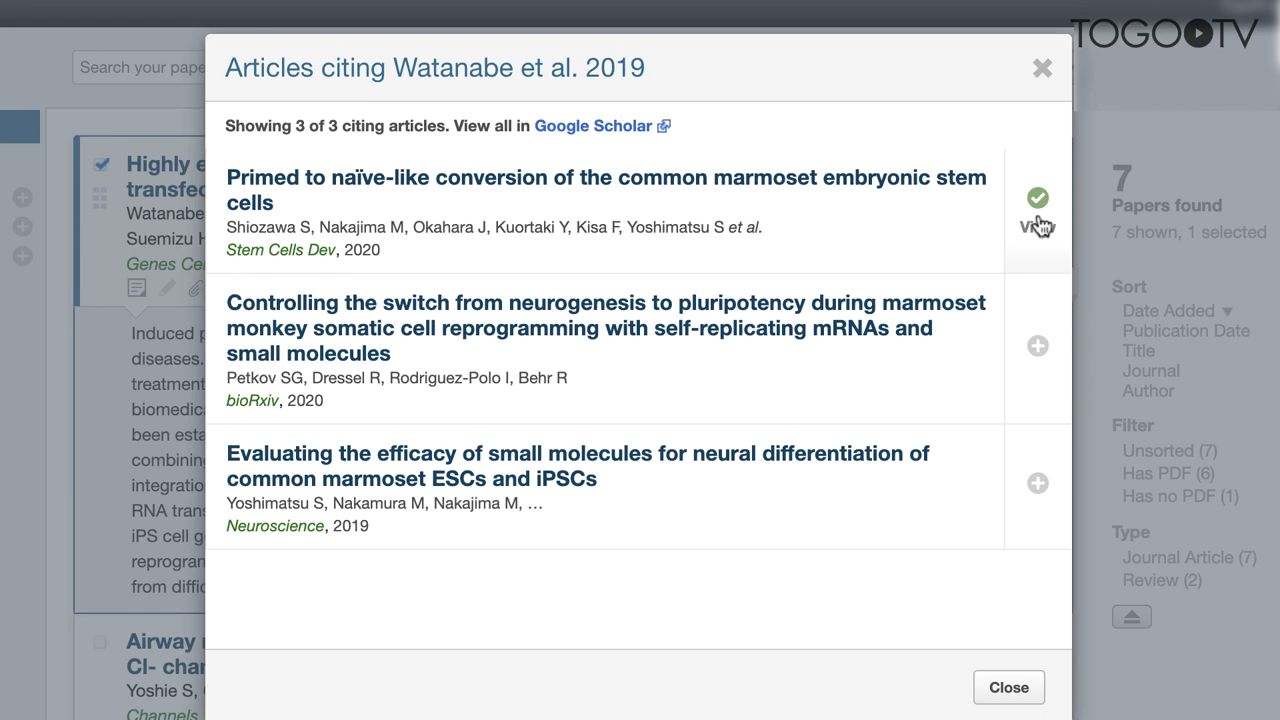 TOGOTV
Search your pape
Articles citing Watanabe et al. 2019
Showing 3 of 3 citing articles. View all in Google Scholar
Primed to naïve-like conversion of the common marmoset embryonic stem
cells
Shiozawa S, Nakajima M, Okahara J, Kuortaki Y, Kisa F, Yoshimatsu S et al.
Stem Cells Dev, 2020
Controlling the switch from neurogenesis to pluripotency during marmoset
monkey somatic cell reprogramming with self-replicating mRNAs and
small molecules
Petkov SG, Dressel R, Rodriguez-Polo I, Behr R
bioRxiv, 2020
Evaluating the efficacy of small molecules for neural differentiation of
common marmoset ESCs and iPSCs
Yoshimatsu S, Nakamura M, Nakajima M, …
Neuroscience, 2019
Close
Highly e
transfec
Watanabe
Suemizu H
Genes Cel
Induced p
diseases.
treatment
biomedica
been esta
combining
integratio
RNA trans
iPS cell g
reprogram
from diffic
Airway
Cl- chan
Yoshie S,
Channels
7
Papers found
7 shown, 1 selected
Sort
Date Added ▼
Publication Date
Title
Journal
Author
Filter
Unsorted (7)
Has PDF (6)
Has no PDF (1)
Type
Journal Article (7)
Review (2)